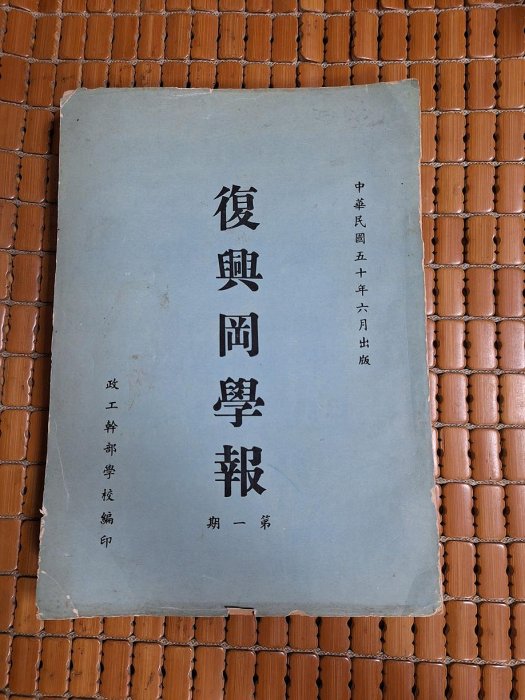 中華民國五十年六月出版
復興岡學報
第一期
政工幹部學校編印